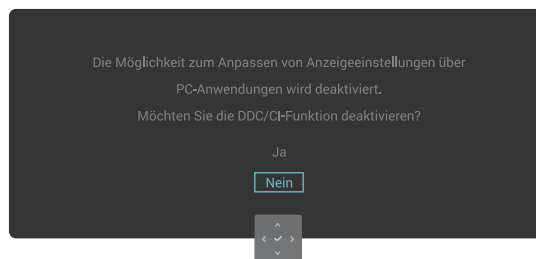 Die Möglichkeit zum Anpassen von Anzeigeeinstellungen über
PC-Anwendungen wird deaktiviert.
Möchten Sie die DDC/CI-Funktion deaktivieren?
Ja
Nein